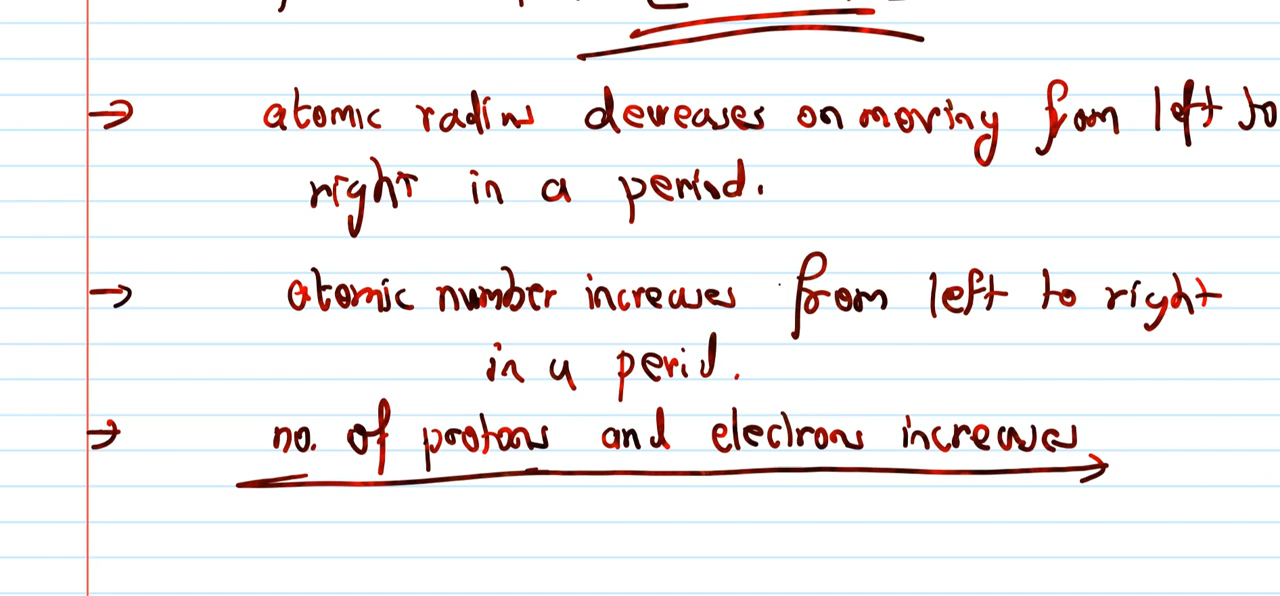 → atomic radius decreases on moving from left to
right in a period.
→ atomic number increases from left to right
in a perid.
→ no. of protons and electrons increases